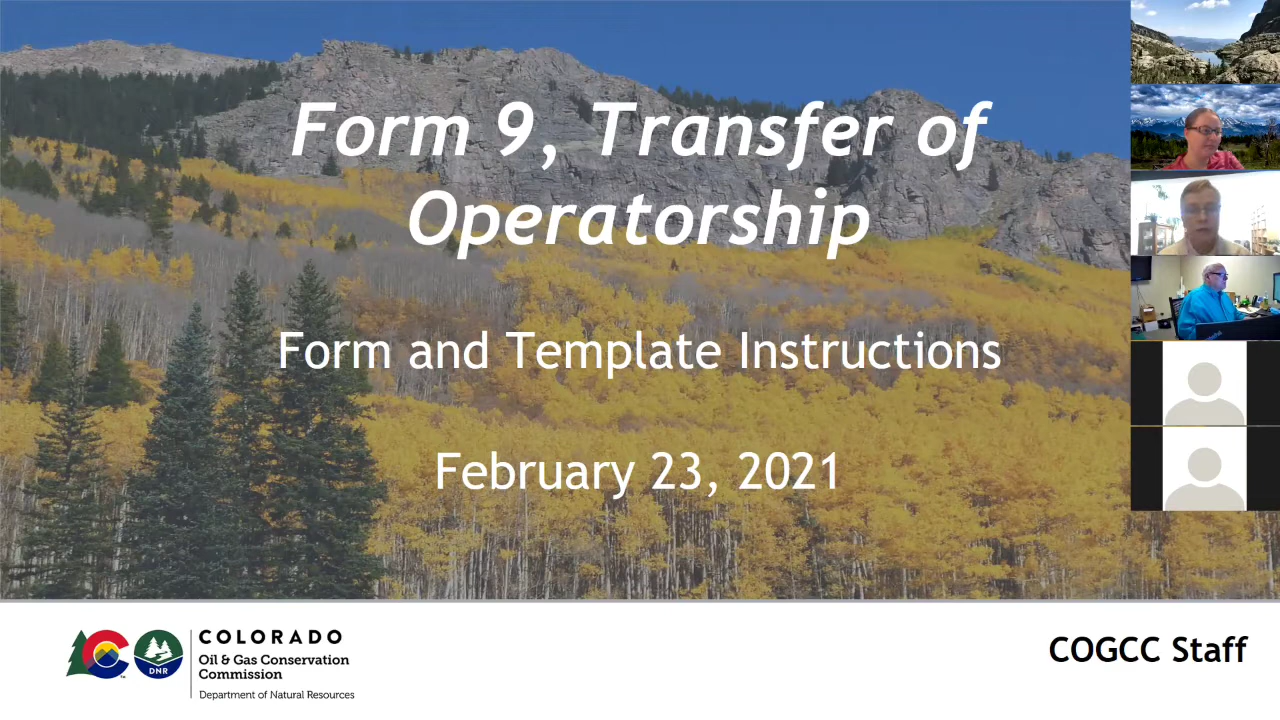 Form 9, Transfer of
Operatorship
Form and Template Instructions
February 23, 2021
COLORADO
Oil & Gas Conservation
Commission
Department of Natural Resources
DNR
COGCC Staff